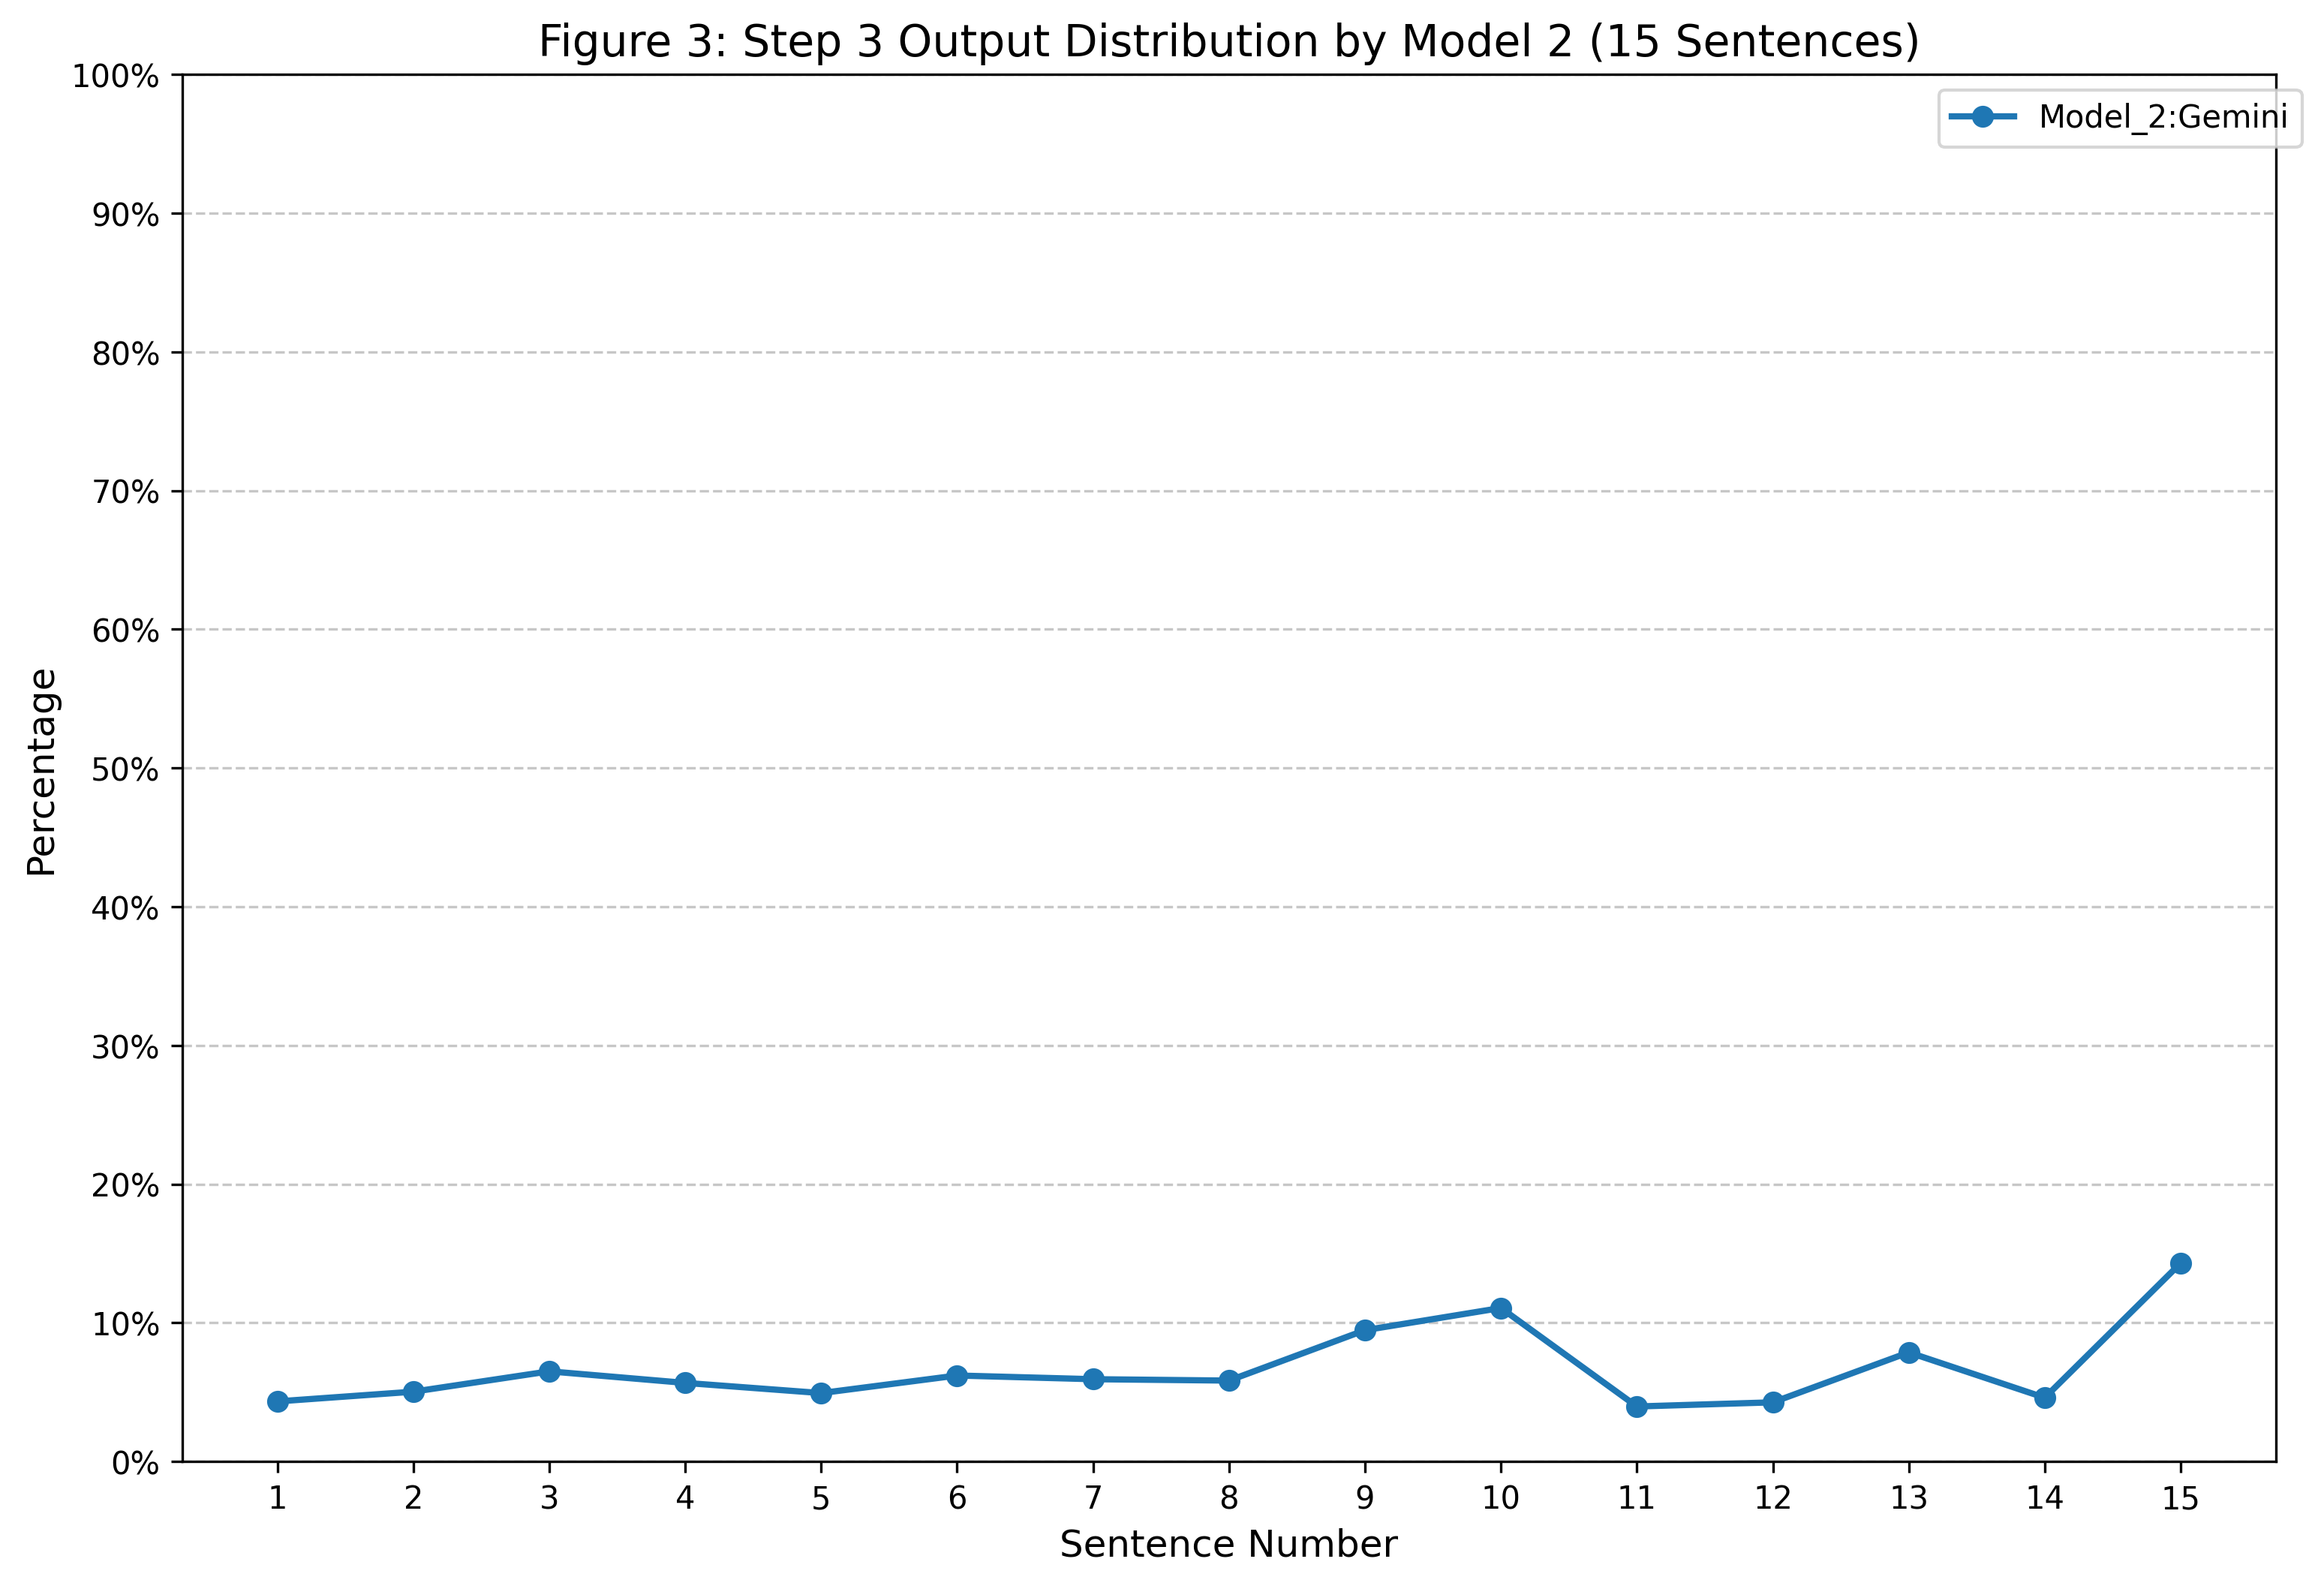 Figure 3: Step 3 Output Distribution by Model 2 (15 Sentences)
Model_2:Gemini
100%
90%
80%
70%
60%
50%
40%
30%
20%
10%
0%
Percentage
1 2 3 4 5 6 7 8 9 10 11 12 13 14 15
Sentence Number